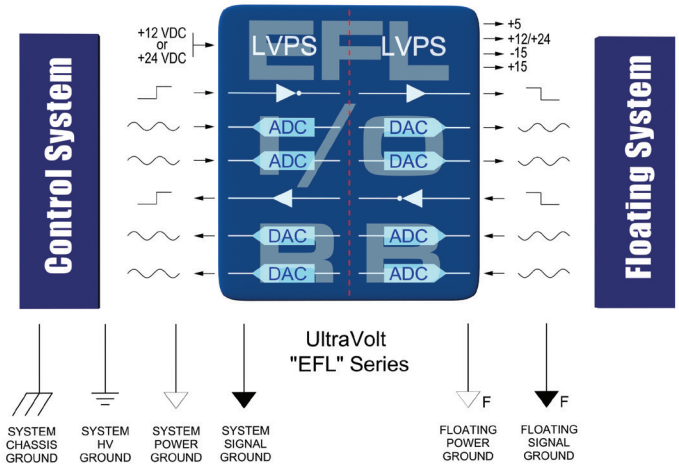 Control System
+12 VDC
or
+24 VDC
EFL
LVPS LVPS
+5
+12/+24
-15
+15
I/O
ADC DAC
ADC DAC
DAC ADC
DAC ADC
RB
Floating System
UltraVolt
"EFL" Series
F
F
SYSTEM
CHASSIS
GROUND
SYSTEM
HV
GROUND
SYSTEM
POWER
GROUND
SYSTEM
SIGNAL
GROUND
FLOATING
POWER
GROUND
FLOATING
SIGNAL
GROUND